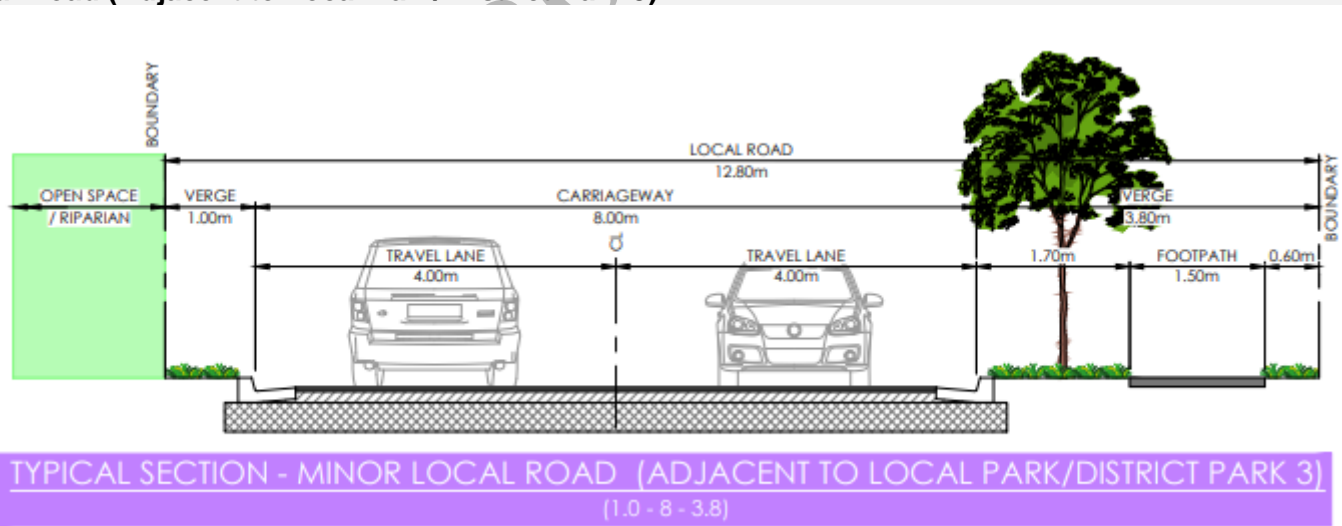 BOUNDARY
LOCAL ROAD
12.80m
BOUNDARY
OPEN SPACE
/ RIPARIAN
VERGE
1.00m
CARRIAGEWAY
8.00m
VERGE
3.80m
CL
TRAVEL LANE
4.00m
TRAVEL LANE
4.00m
1.70m
FOOTPATH
1.50m
0.60m
TYPICAL SECTION - MINOR LOCAL ROAD (ADJACENT TO LOCAL PARK/DISTRICT PARK 3)
(1.0 - 8 - 3.8)